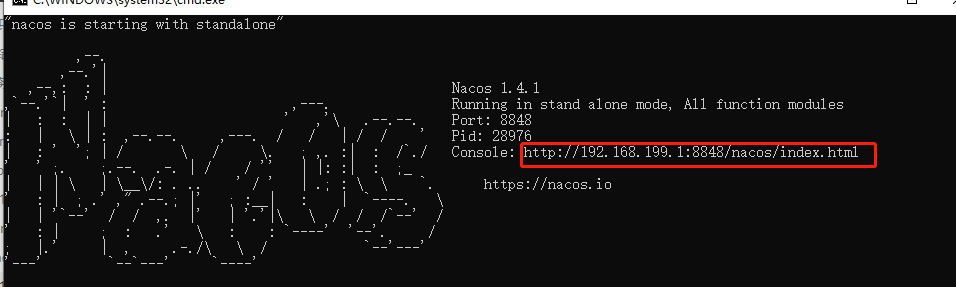 C:\WINDOWS\system32\cmd.exe
"nacos is starting with standalone"
Nacos 1.4.1
Running in stand alone mode, All function modules
Port: 8848
Pid: 28976
Console: http://192.168.199.1:8848/nacos/index.html
https://nacos.io